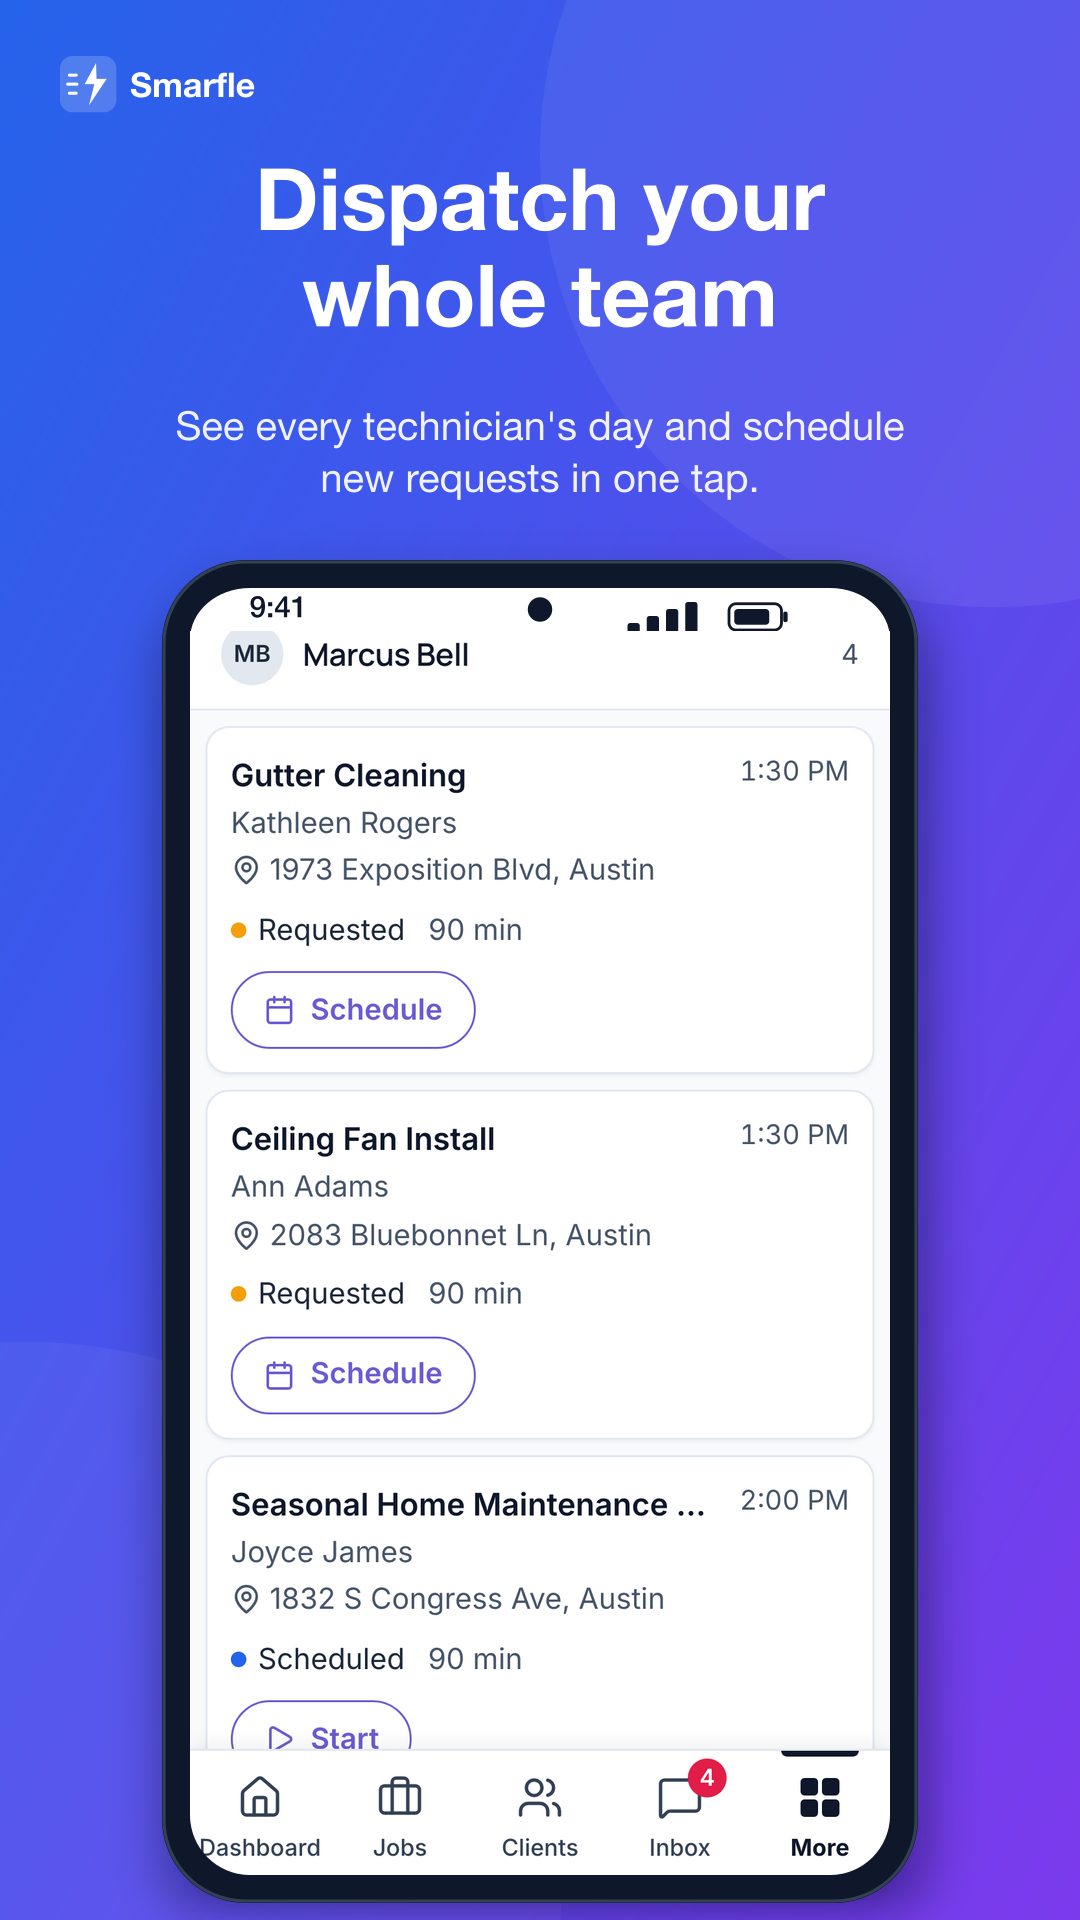 Smarfle
Dispatch your
whole team
See every technician's day and schedule
new requests in one tap.
9:41
MB Marcus Bell 4
Gutter Cleaning 1:30 PM
Kathleen Rogers
1973 Exposition Blvd, Austin
Requested 90 min
Schedule
Ceiling Fan Install 1:30 PM
Ann Adams
2083 Bluebonnet Ln, Austin
Requested 90 min
Schedule
Seasonal Home Maintenance ... 2:00 PM
Joyce James
1832 S Congress Ave, Austin
Scheduled 90 min
Start
4
Dashboard Jobs Clients Inbox More